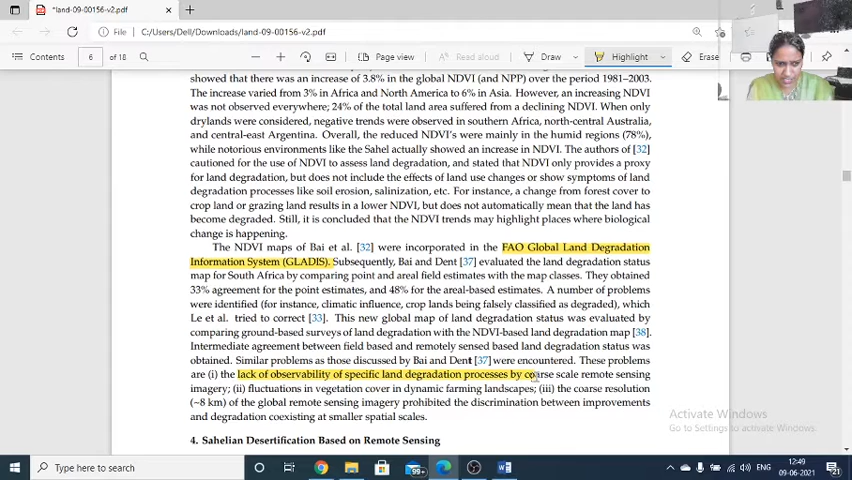 *land-09-00156-v2.pdf
C:/Users/Dell/Downloads/land-09-00156-v2.pdf
Contents 6 of 18 Page view Read aloud Draw Highlight Erase
showed that there was an increase of 3.8% in the global NDVI (and NPP) over the period 1981–2003.
The increase varied from 3% in Africa and North America to 6% in Asia. However, an increasing NDVI
was not observed everywhere; 24% of the total land area suffered from a declining NDVI. When only
drylands were considered, negative trends were observed in southern Africa, north-central Australia,
and central-east Argentina. Overall, the reduced NDVI's were mainly in the humid regions (78%),
while notorious environments like the Sahel actually showed an increase in NDVI. The authors of [32]
cautioned for the use of NDVI to assess land degradation, and stated that NDVI only provides a proxy
for land degradation, but does not include the effects of land use changes or show symptoms of land
degradation processes like soil erosion, salinization, etc. For instance, a change from forest cover to
crop land or grazing land results in a lower NDVI, but does not automatically mean that the land has
become degraded. Still, it is concluded that the NDVI trends may highlight places where biological
change is happening.
The NDVI maps of Bai et al. [32] were incorporated in the FAO Global Land Degradation
Information System (GLADIS). Subsequently, Bai and Dent [37] evaluated the land degradation status
map for South Africa by comparing point and areal field estimates with the map classes. They obtained
33% agreement for the point estimates, and 48% for the areal-based estimates. A number of problems
were identified (for instance, climatic influence, crop lands being falsely classified as degraded), which
Le et al. tried to correct [33]. This new global map of land degradation status was evaluated by
comparing ground-based surveys of land degradation with the NDVI-based land degradation map [38].
Intermediate agreement between field based and remotely sensed based land degradation status was
obtained. Similar problems as those discussed by Bai and Dent [37] were encountered. These problems
are (i) the lack of observability of specific land degradation processes by coarse scale remote sensing
imagery; (ii) fluctuations in vegetation cover in dynamic farming landscapes; (iii) the coarse resolution
(~8 km) of the global remote sensing imagery prohibited the discrimination between improvements
and degradation coexisting at smaller spatial scales.
4. Sahelian Desertification Based on Remote Sensing
Activate Windows
Go to Settings to activate Windows.
Type here to search
99+
ENG
12:49
09-06-2021
21